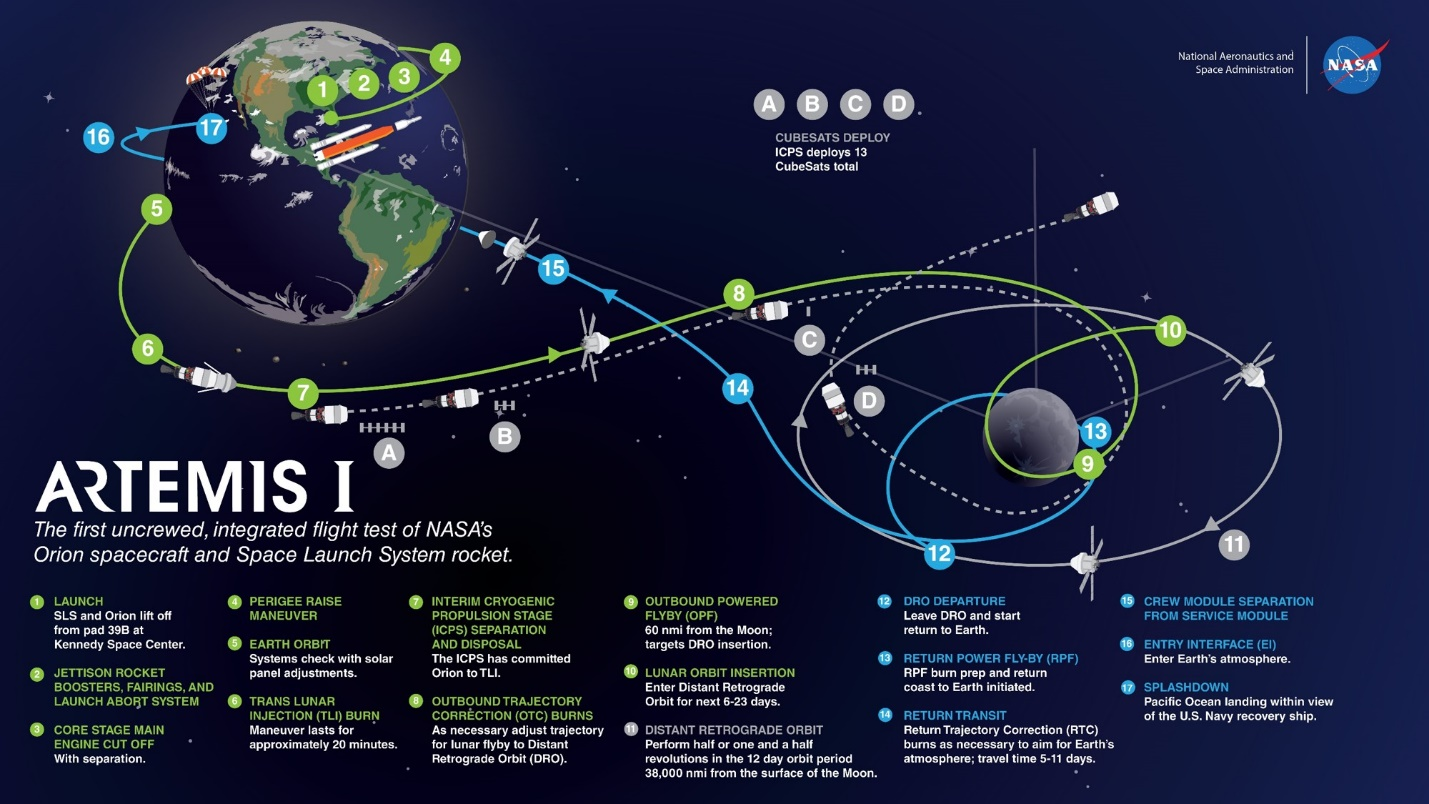 National Aeronautics and
Space Administration
NASA
1
2
3
4
A B C D
CUBESATS DEPLOY
ICPS deploys 13
CubeSats total
16
17
5
15
8
10
6
C
14
7
D
13
B
A
9
11
12
ARTEMIS I
The first uncrewed, integrated flight test of NASA's
Orion spacecraft and Space Launch System rocket.
1 LAUNCH
SLS and Orion lift off
from pad 39B at
Kennedy Space Center.
2 JETTISON ROCKET
BOOSTERS, FAIRINGS, AND
LAUNCH ABORT SYSTEM
3 CORE STAGE MAIN
ENGINE CUT OFF
With separation.
4 PERIGEE RAISE
MANEUVER
5 EARTH ORBIT
Systems check with solar
panel adjustments.
6 TRANS LUNAR
INJECTION (TLI) BURN
Maneuver lasts for
approximately 20 minutes.
7 INTERIM CRYOGENIC
PROPULSION STAGE
(ICPS) SEPARATION
AND DISPOSAL
The ICPS has committed
Orion to TLI.
8 OUTBOUND TRAJECTORY
CORRECTION (OTC) BURNS
As necessary adjust trajectory
for lunar flyby to Distant
Retrograde Orbit (DRO).
9 OUTBOUND POWERED
FLYBY (OPF)
60 nmi from the Moon;
targets DRO insertion.
10 LUNAR ORBIT INSERTION
Enter Distant Retrograde
Orbit for next 6-23 days.
11 DISTANT RETROGRADE ORBIT
Perform half or one and a half
revolutions in the 12 day orbit period
38,000 nmi from the surface of the Moon.
12 DRO DEPARTURE
Leave DRO and start
return to Earth.
13 RETURN POWER FLY-BY (RPF)
RPF burn prep and return
coast to Earth initiated.
14 RETURN TRANSIT
Return Trajectory Correction (RTC)
burns as necessary to aim for Earth's
atmosphere; travel time 5-11 days.
15 CREW MODULE SEPARATION
FROM SERVICE MODULE
16 ENTRY INTERFACE (EI)
Enter Earth's atmosphere.
17 SPLASHDOWN
Pacific Ocean landing within view
of the U.S. Navy recovery ship.